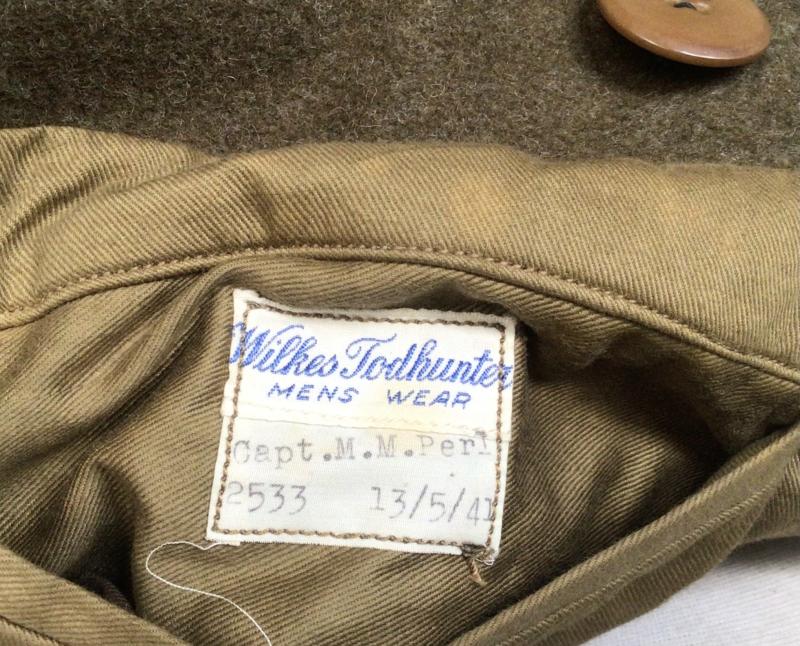 Wilkes Todhunter
MENS WEAR
Capt.M.M.Perl
2533 13/5/41